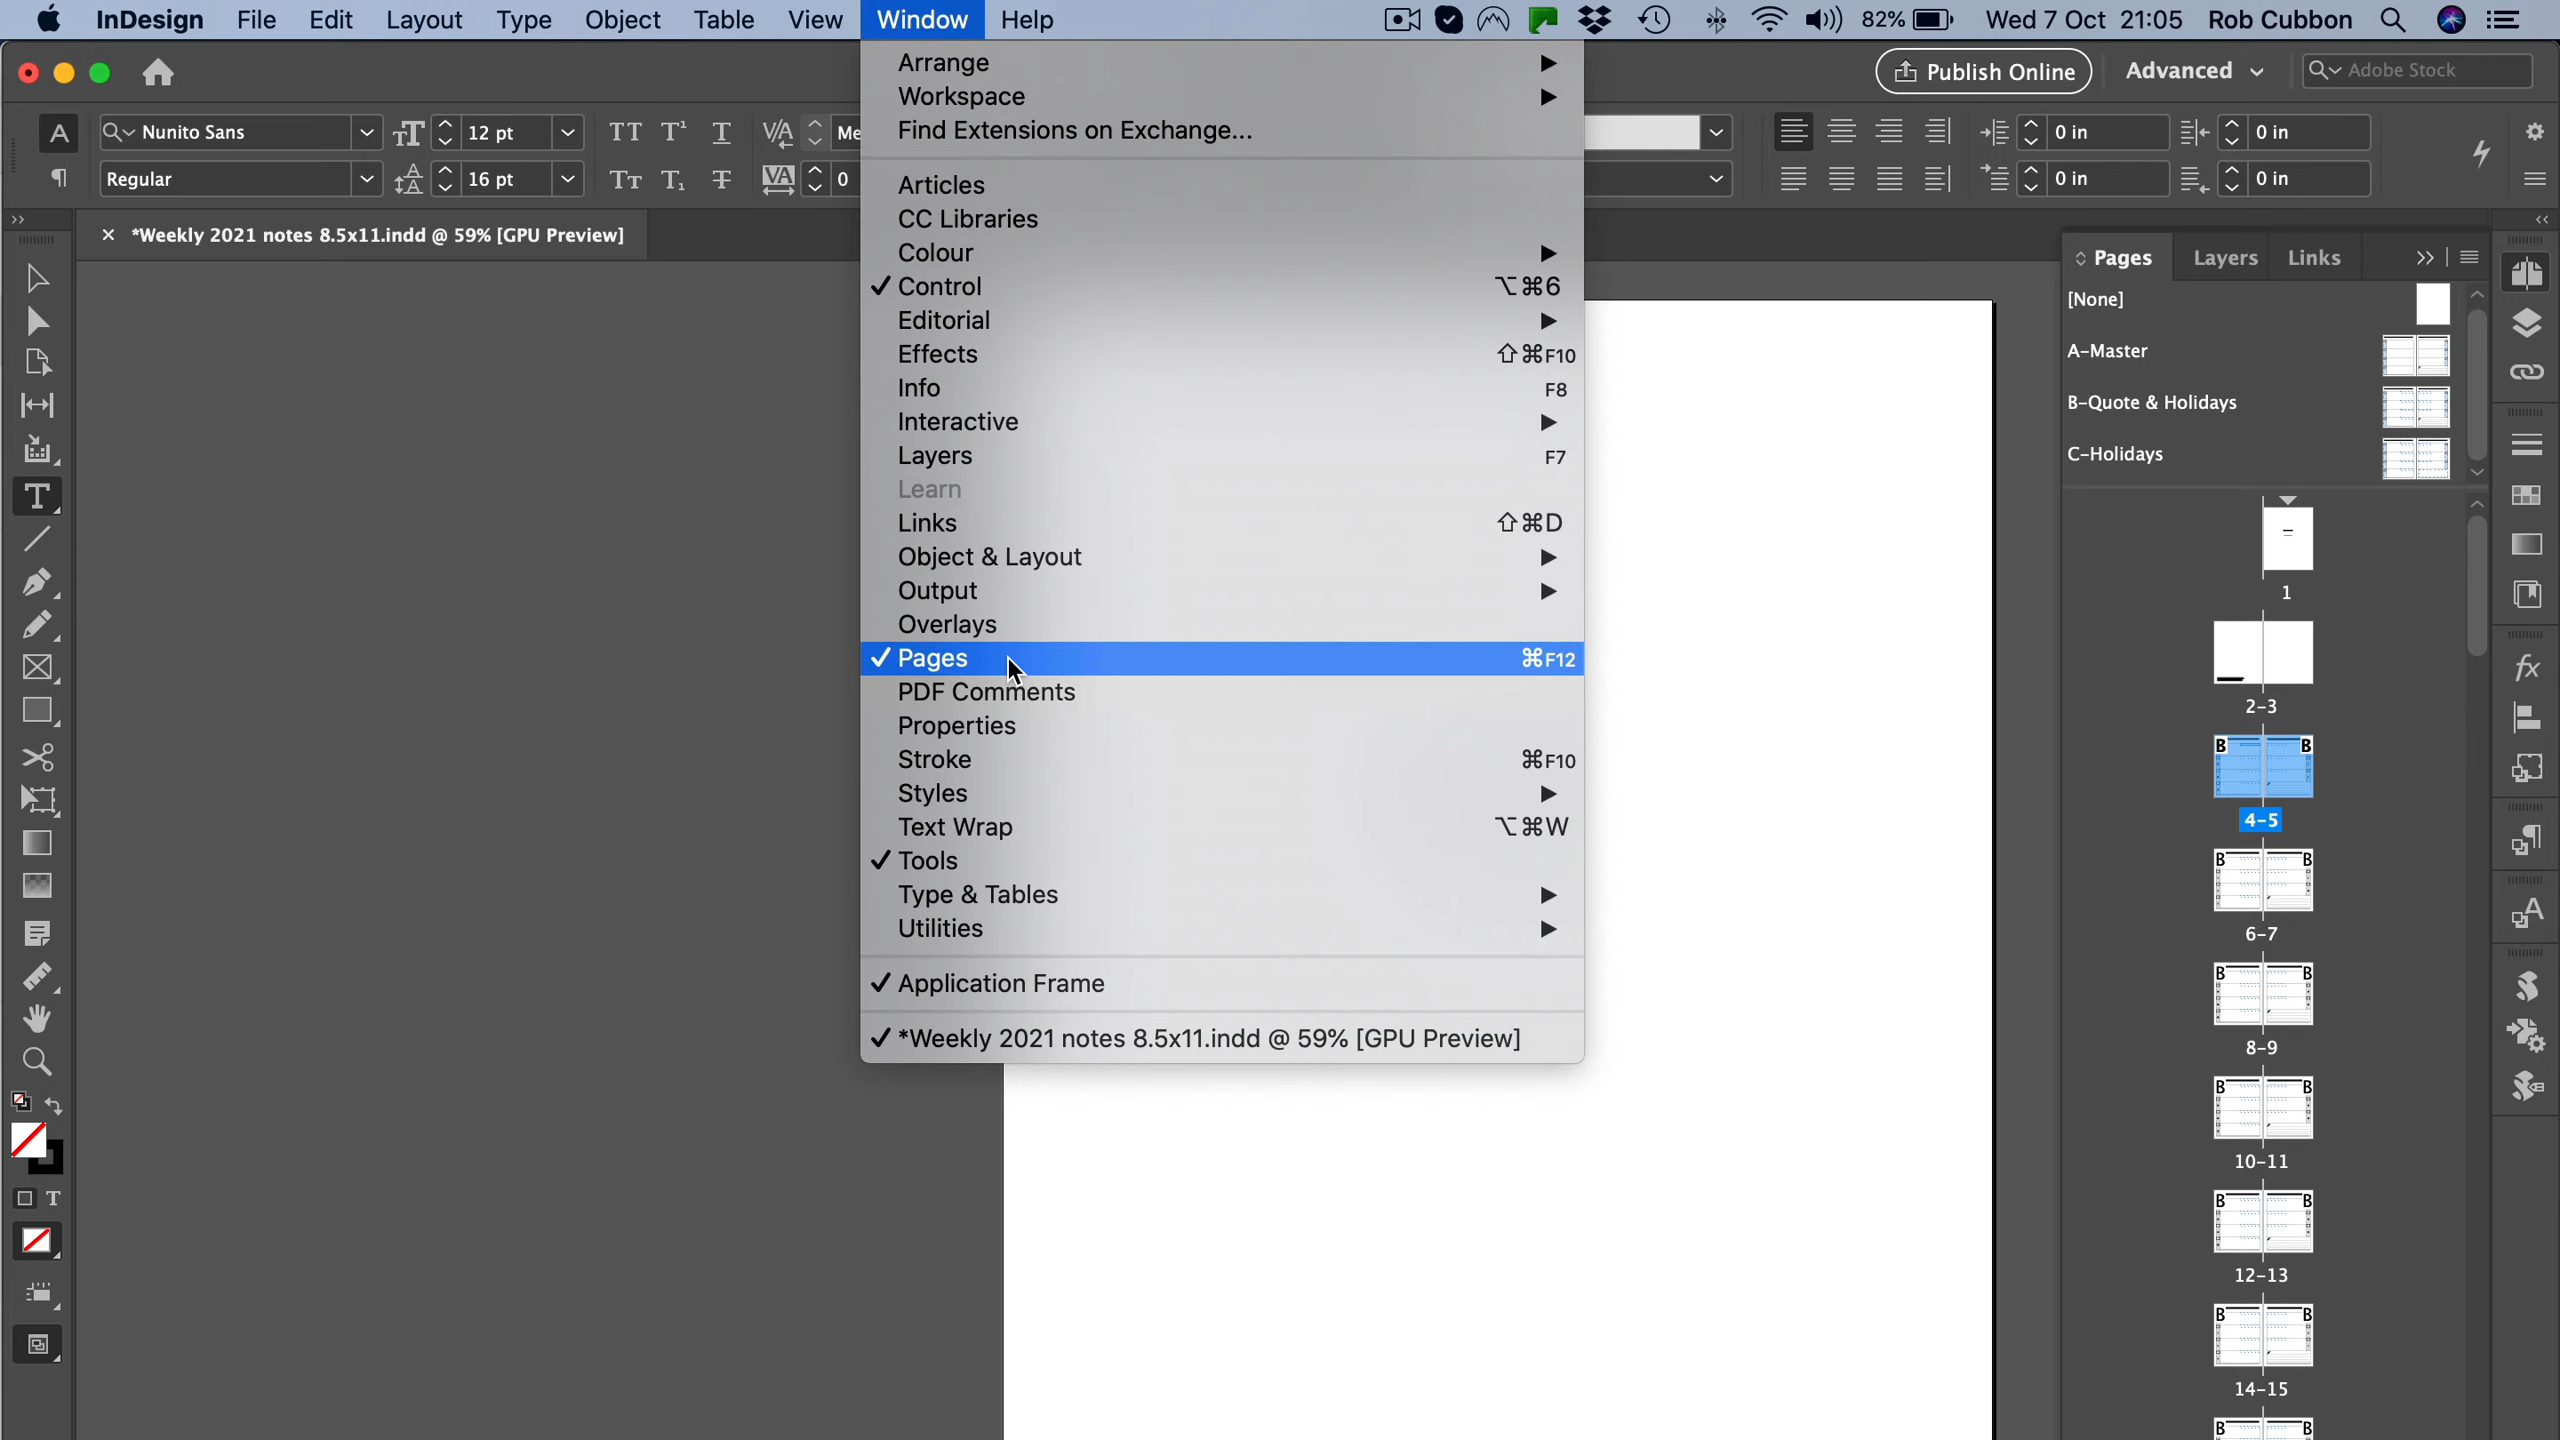 InDesign File Edit Layout Type Object Table View Window Help 82% Wed 7 Oct 21:05 Rob Cubbon
Publish Online Advanced Adobe Stock
Nunito Sans 12 pt Me 0 in 0 in
Regular 16 pt 0 0 in 0 in
*Weekly 2021 notes 8.5x11.indd @ 59% [GPU Preview]
Arrange
Workspace
Find Extensions on Exchange...
Articles
CC Libraries
Colour
Control ⌥⌘6
Editorial
Effects ⇧⌘F10
Info F8
Interactive
Layers F7
Learn
Links ⇧⌘D
Object & Layout
Output
Overlays
Pages ⌘F12
PDF Comments
Properties
Stroke ⌘F10
Styles
Text Wrap ⌥⌘W
Tools
Type & Tables
Utilities
Application Frame
*Weekly 2021 notes 8.5x11.indd @ 59% [GPU Preview]
Pages Layers Links
[None]
A-Master
B-Quote & Holidays
C-Holidays
1
2-3
B B
4-5
B B
6-7
B B
8-9
B B
10-11
B B
12-13
B B
14-15
B B